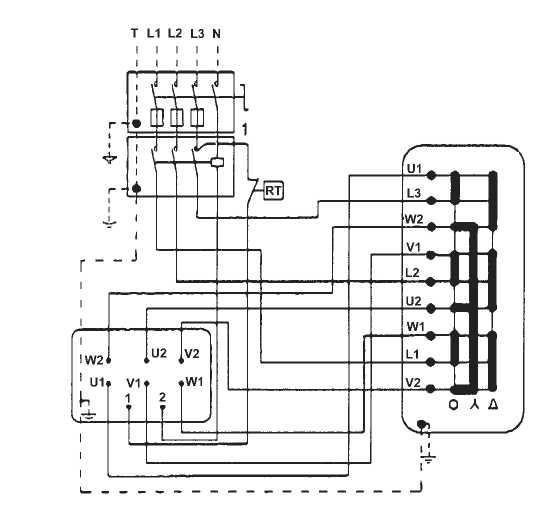 T L1 L2 L3 N
1
RT
U1
L3
W2
V1
L2
U2
W1
L1
V2
O Y Δ
W2 U2 V2
U1 V1 W1
1 2